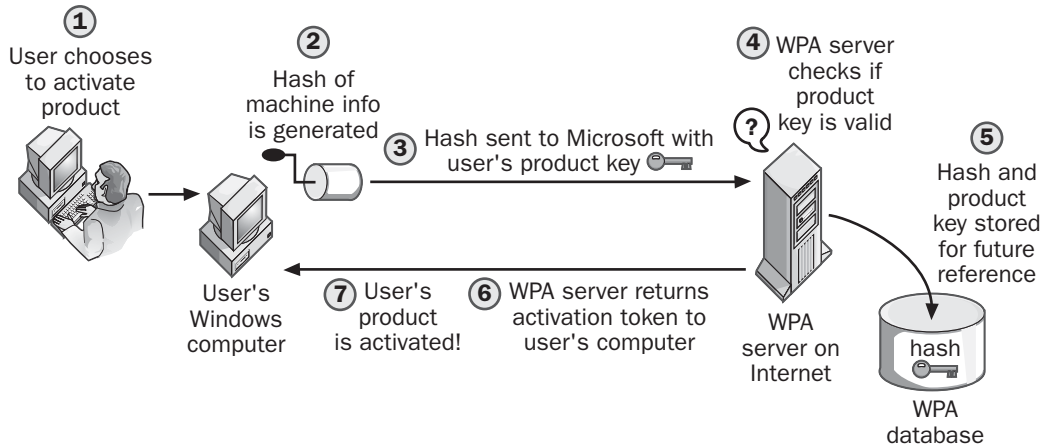 1
User chooses
to activate
product
2
Hash of
machine info
is generated
3 Hash sent to Microsoft with
user's product key
4 WPA server
checks if
product
key is valid
?
5
Hash and
product
key stored
for future
reference
6 WPA server returns
activation token to
user's computer
7 User's
product
is activated!
User's
Windows
computer
WPA
server on
Internet
hash
WPA
database